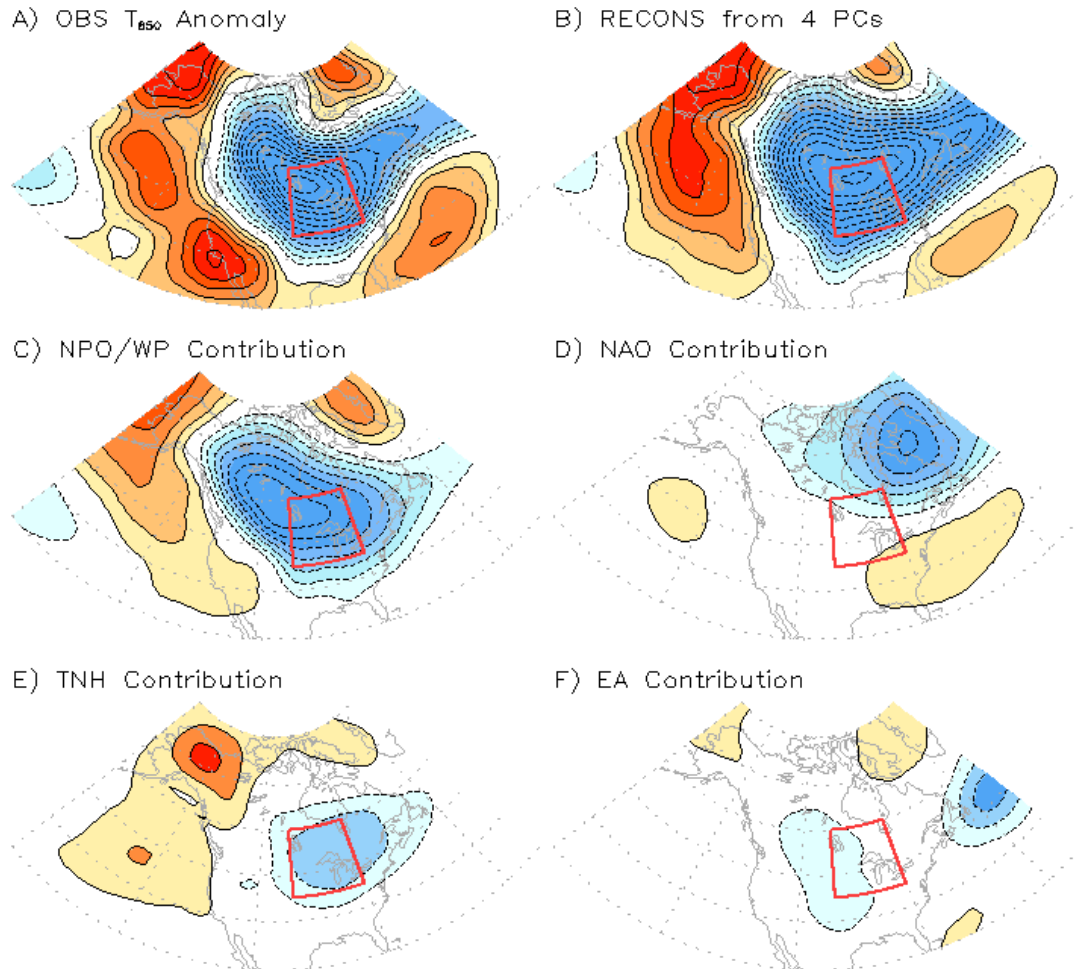 A) OBS T₈₅₀ Anomaly
B) RECONS from 4 PCs
C) NPO/WP Contribution
D) NAO Contribution
E) TNH Contribution
F) EA Contribution